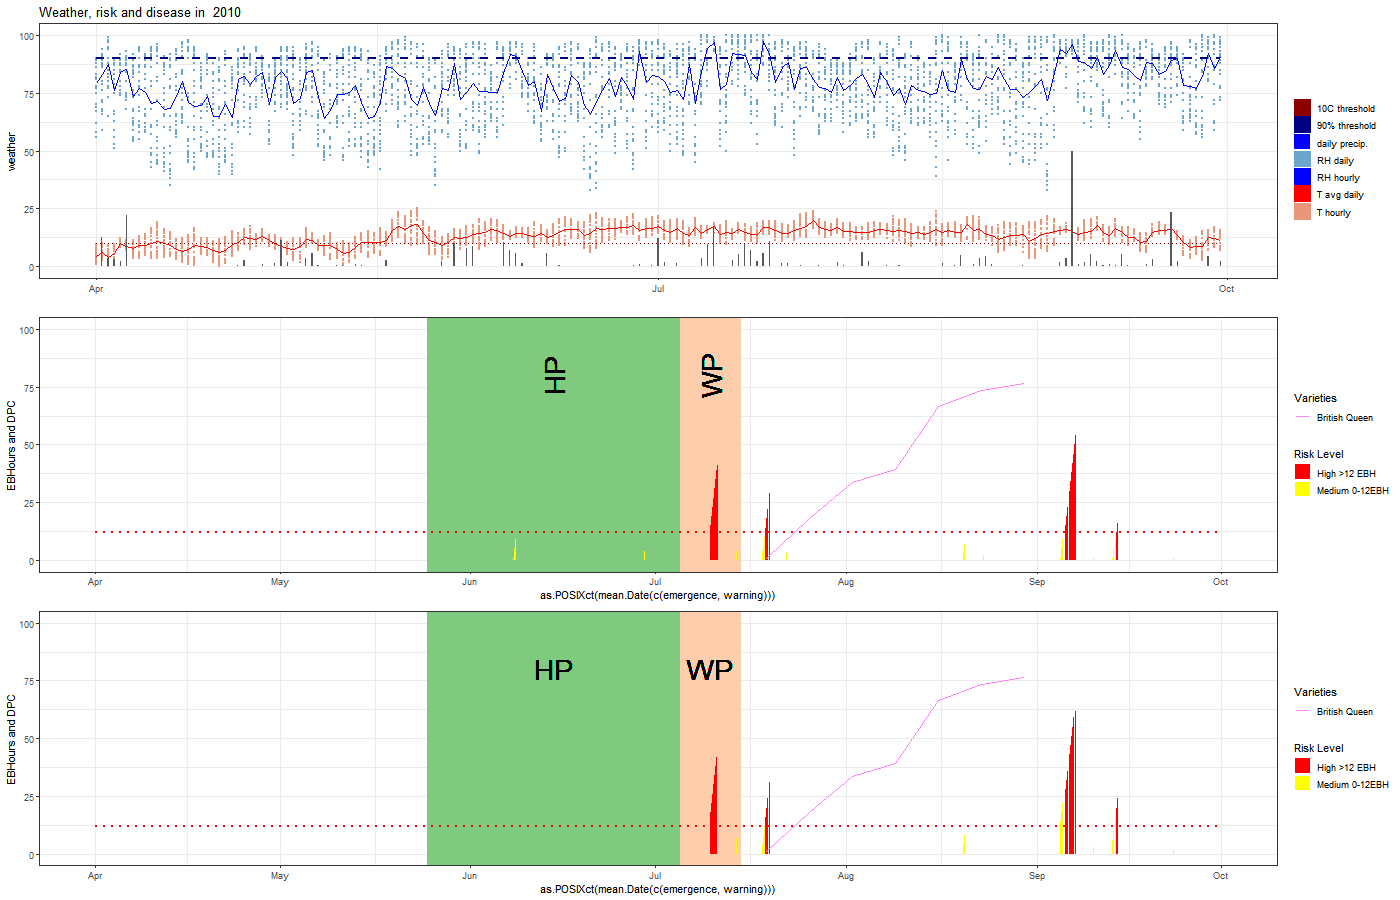 Weather, risk and disease in  2010
100
75
50
25
0
weather
Apr
Jul
Oct
10C threshold
90% threshold
daily precip.
RH daily
RH hourly
T avg daily
T hourly
100
75
50
25
0
EBHours and DPC
HP
WP
Apr
May
Jun
Jul
Aug
Sep
Oct
as.POSIXct(mean.Date(c(emergence, warning)))
Varieties
British Queen
Risk Level
High >12 EBH
Medium 0-12EBH
100
75
50
25
0
EBHours and DPC
HP
WP
Apr
May
Jun
Jul
Aug
Sep
Oct
as.POSIXct(mean.Date(c(emergence, warning)))
Varieties
British Queen
Risk Level
High >12 EBH
Medium 0-12EBH